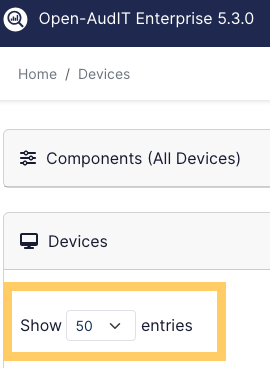 Open-AudIT Enterprise 5.3.0
Home / Devices
Components (All Devices)
Devices
Show 50 entries